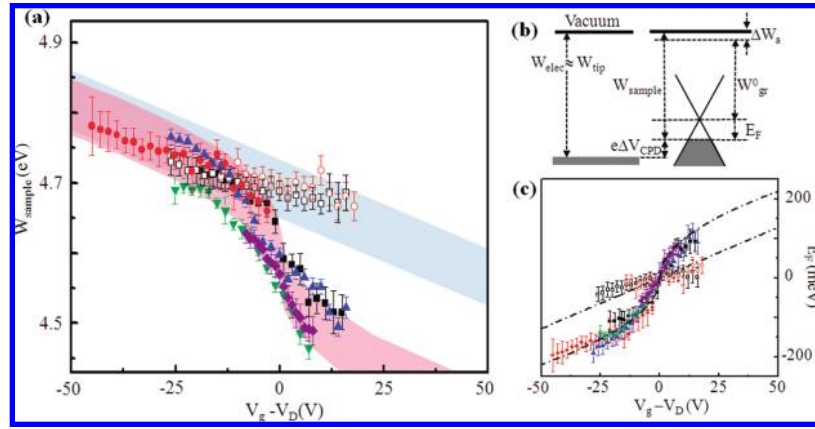 (a)
4.9
4.7
4.5
W_sample (eV)
-50 -25 0 25 50
V_g -V_D(V)
(b)
Vacuum
ΔW_a
W_elec ≈ W_tip
W_sample
W^0_gr
E_F
eΔV_CPD
(c)
200
0
-200
E_F (meV)
-50 -25 0 25 50
V_g-V_D(V)